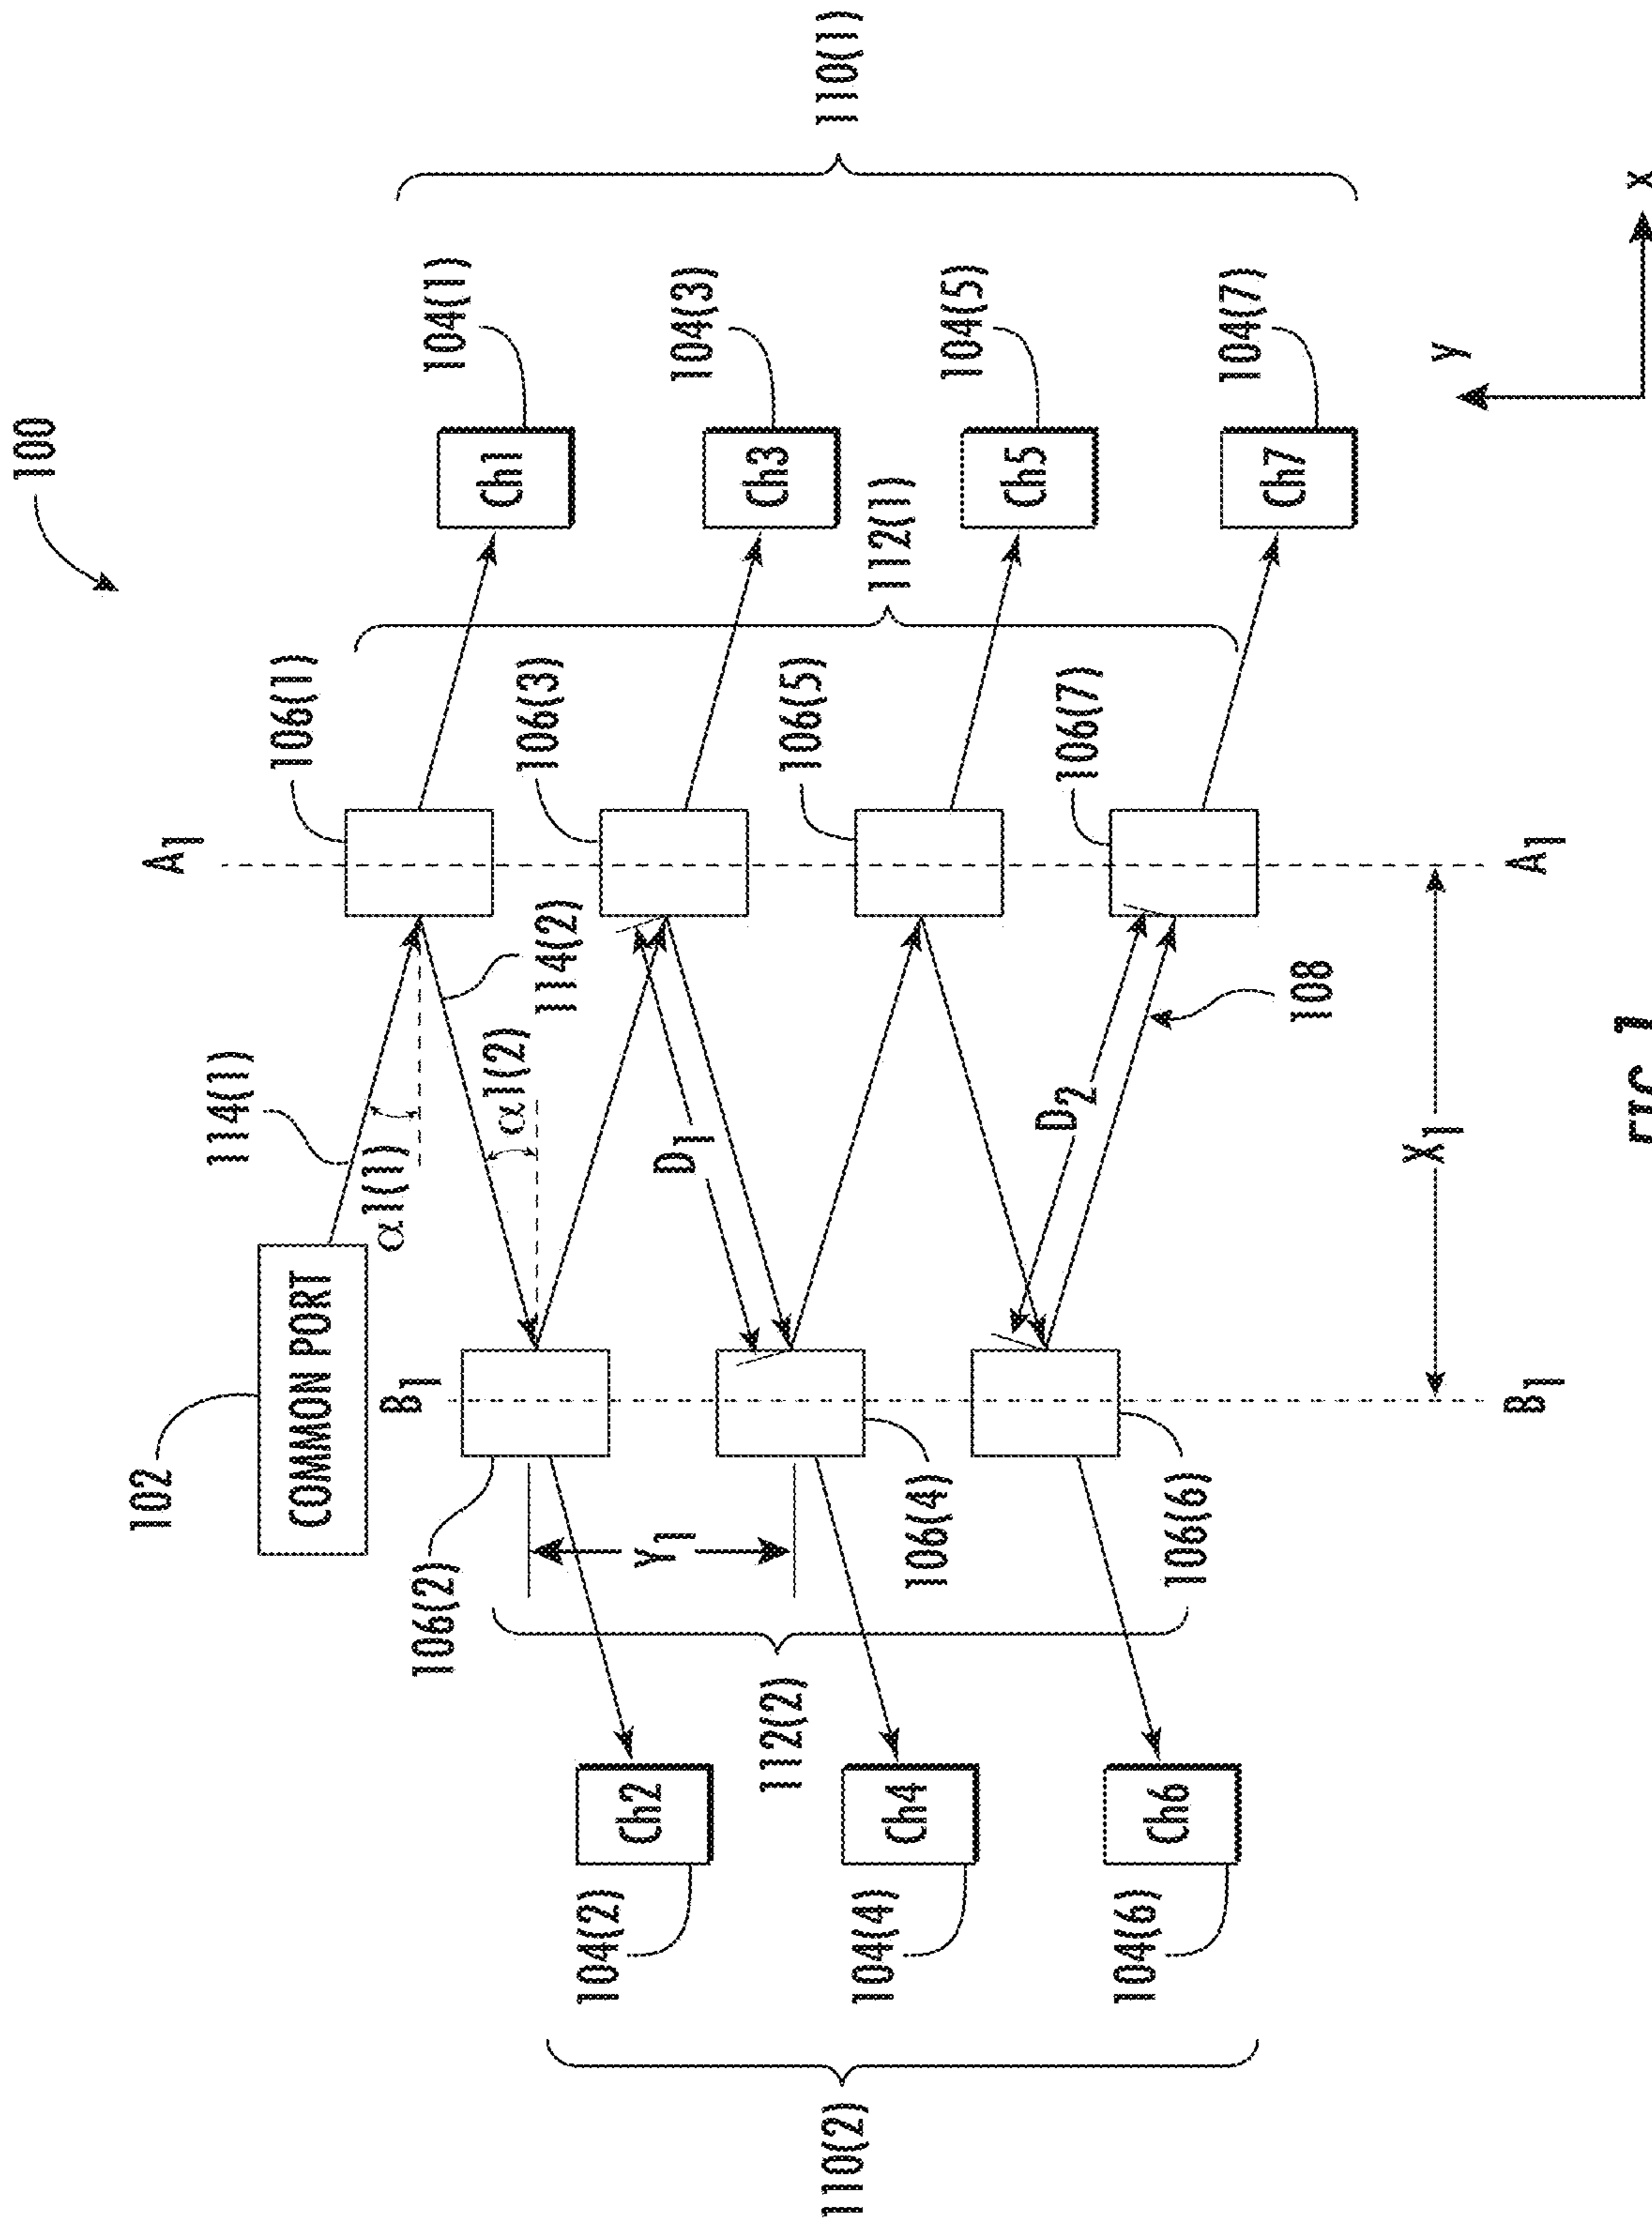 100
102
COMMON PORT
114(1)
α1(1)
A1
106(1)
104(1)
Ch1
B1
114(2)
α1(2)
106(2)
106(3)
104(3)
Ch3
110(1)
Y1
D1
112(1)
104(2)
Ch2
112(2)
106(4)
106(5)
104(5)
Ch5
110(2)
104(4)
Ch4
D2
106(6)
106(7)
104(7)
Ch7
104(6)
Ch6
108
X1
y
x
B1
A1
FIG. 1